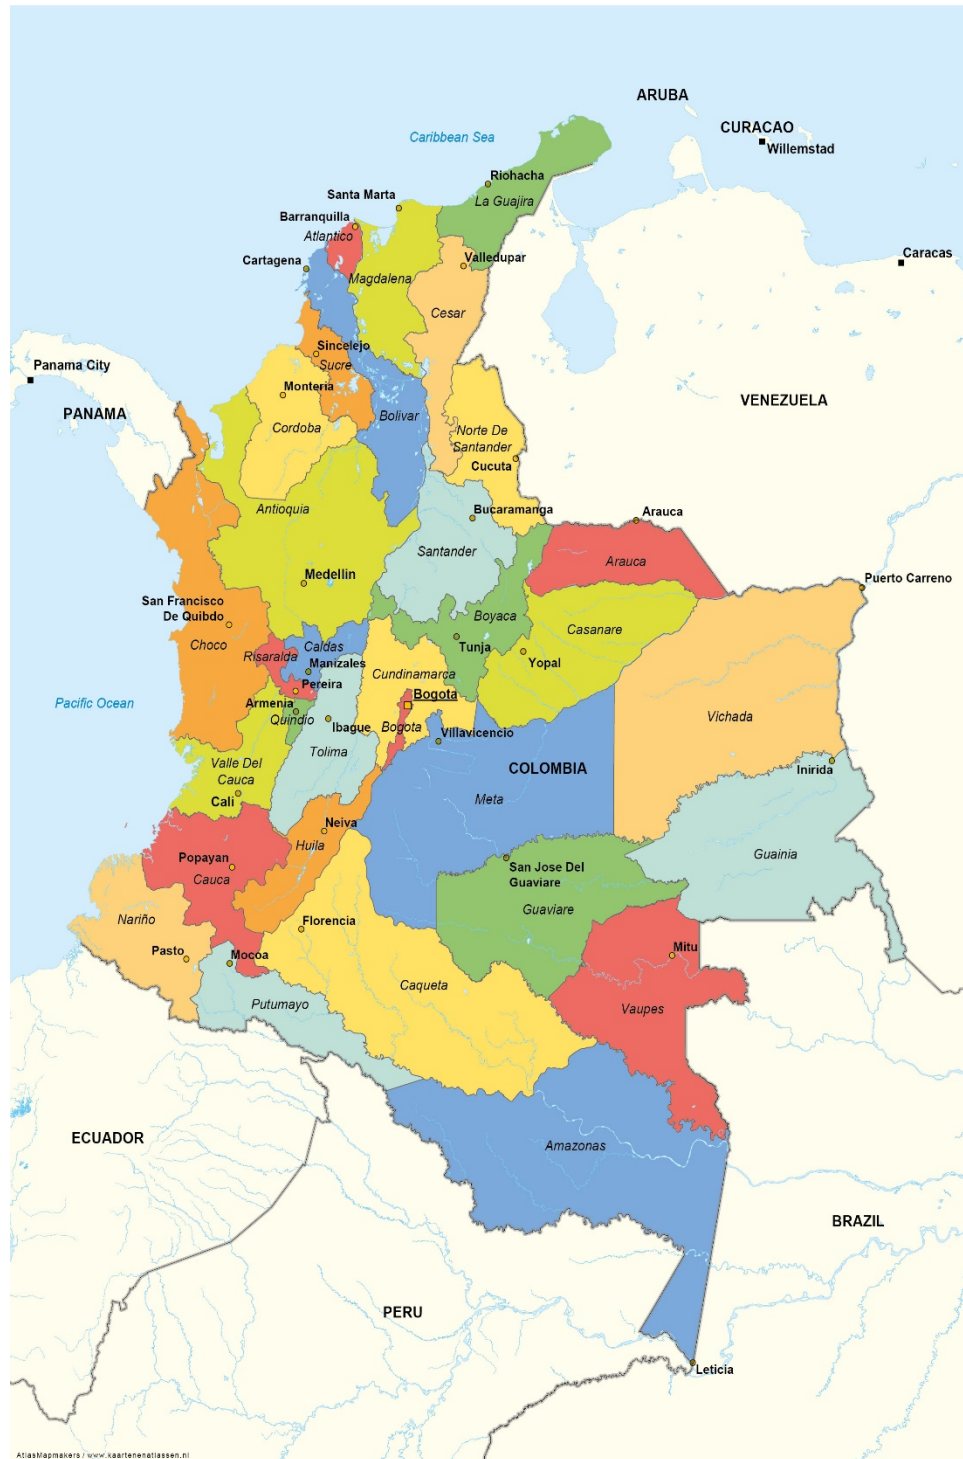 ARUBA
CURACAO
Willemstad
Caribbean Sea
Riohacha
La Guajira
Santa Marta
Barranquilla
Atlantico
Caracas
Cartagena
Valledupar
Magdalena
Cesar
Sincelejo
Panama City
Sucre
Monteria
VENEZUELA
PANAMA
Bolivar
Cordoba
Norte De
Santander
Cucuta
Antioquia
Bucaramanga
Arauca
Santander
Arauca
Medellin
Puerto Carreno
San Francisco
De Quibdo
Boyaca
Casanare
Choco
Caldas
Tunja
Risaralda
Yopal
Manizales
Cundinamarca
Pereira
Bogota
Pacific Ocean
Armenia
Quindio
Ibague
Bogota
Villavicencio
Vichada
Tolima
Valle Del
Cauca
COLOMBIA
Inirida
Cali
Meta
Neiva
Huila
Guainia
Popayan
Cauca
San Jose Del
Guaviare
Guaviare
Nariño
Florencia
Pasto
Mocoa
Mitu
Caqueta
Putumayo
Vaupes
ECUADOR
Amazonas
BRAZIL
PERU
Leticia
AtlasMapmakers / www.kaartenenatlassen.nl